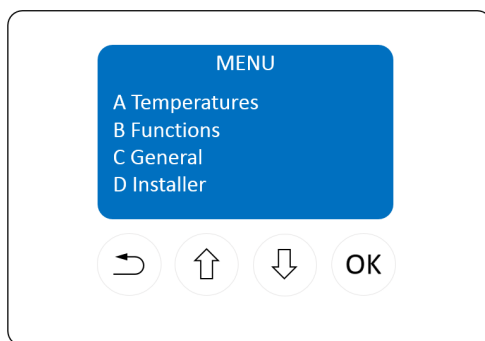 MENU
A Temperatures
B Functions
C General
D Installer
OK